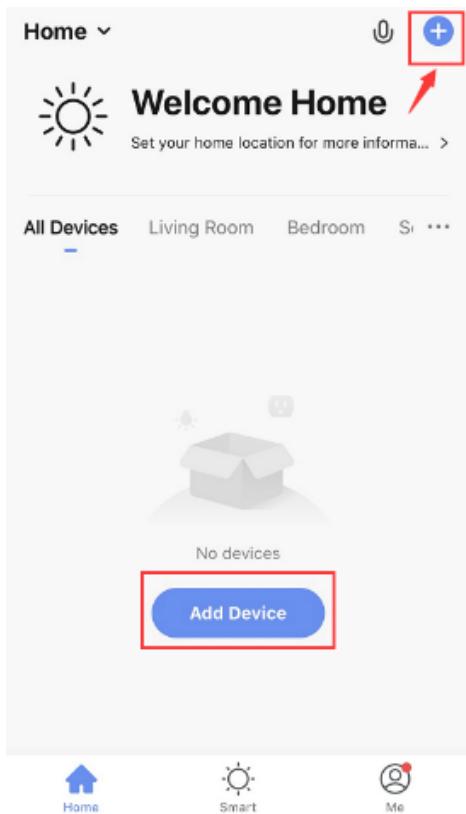 Home
Welcome Home
Set your home location for more informa... >
All Devices Living Room Bedroom S ...
No devices
Add Device
Home Smart Me